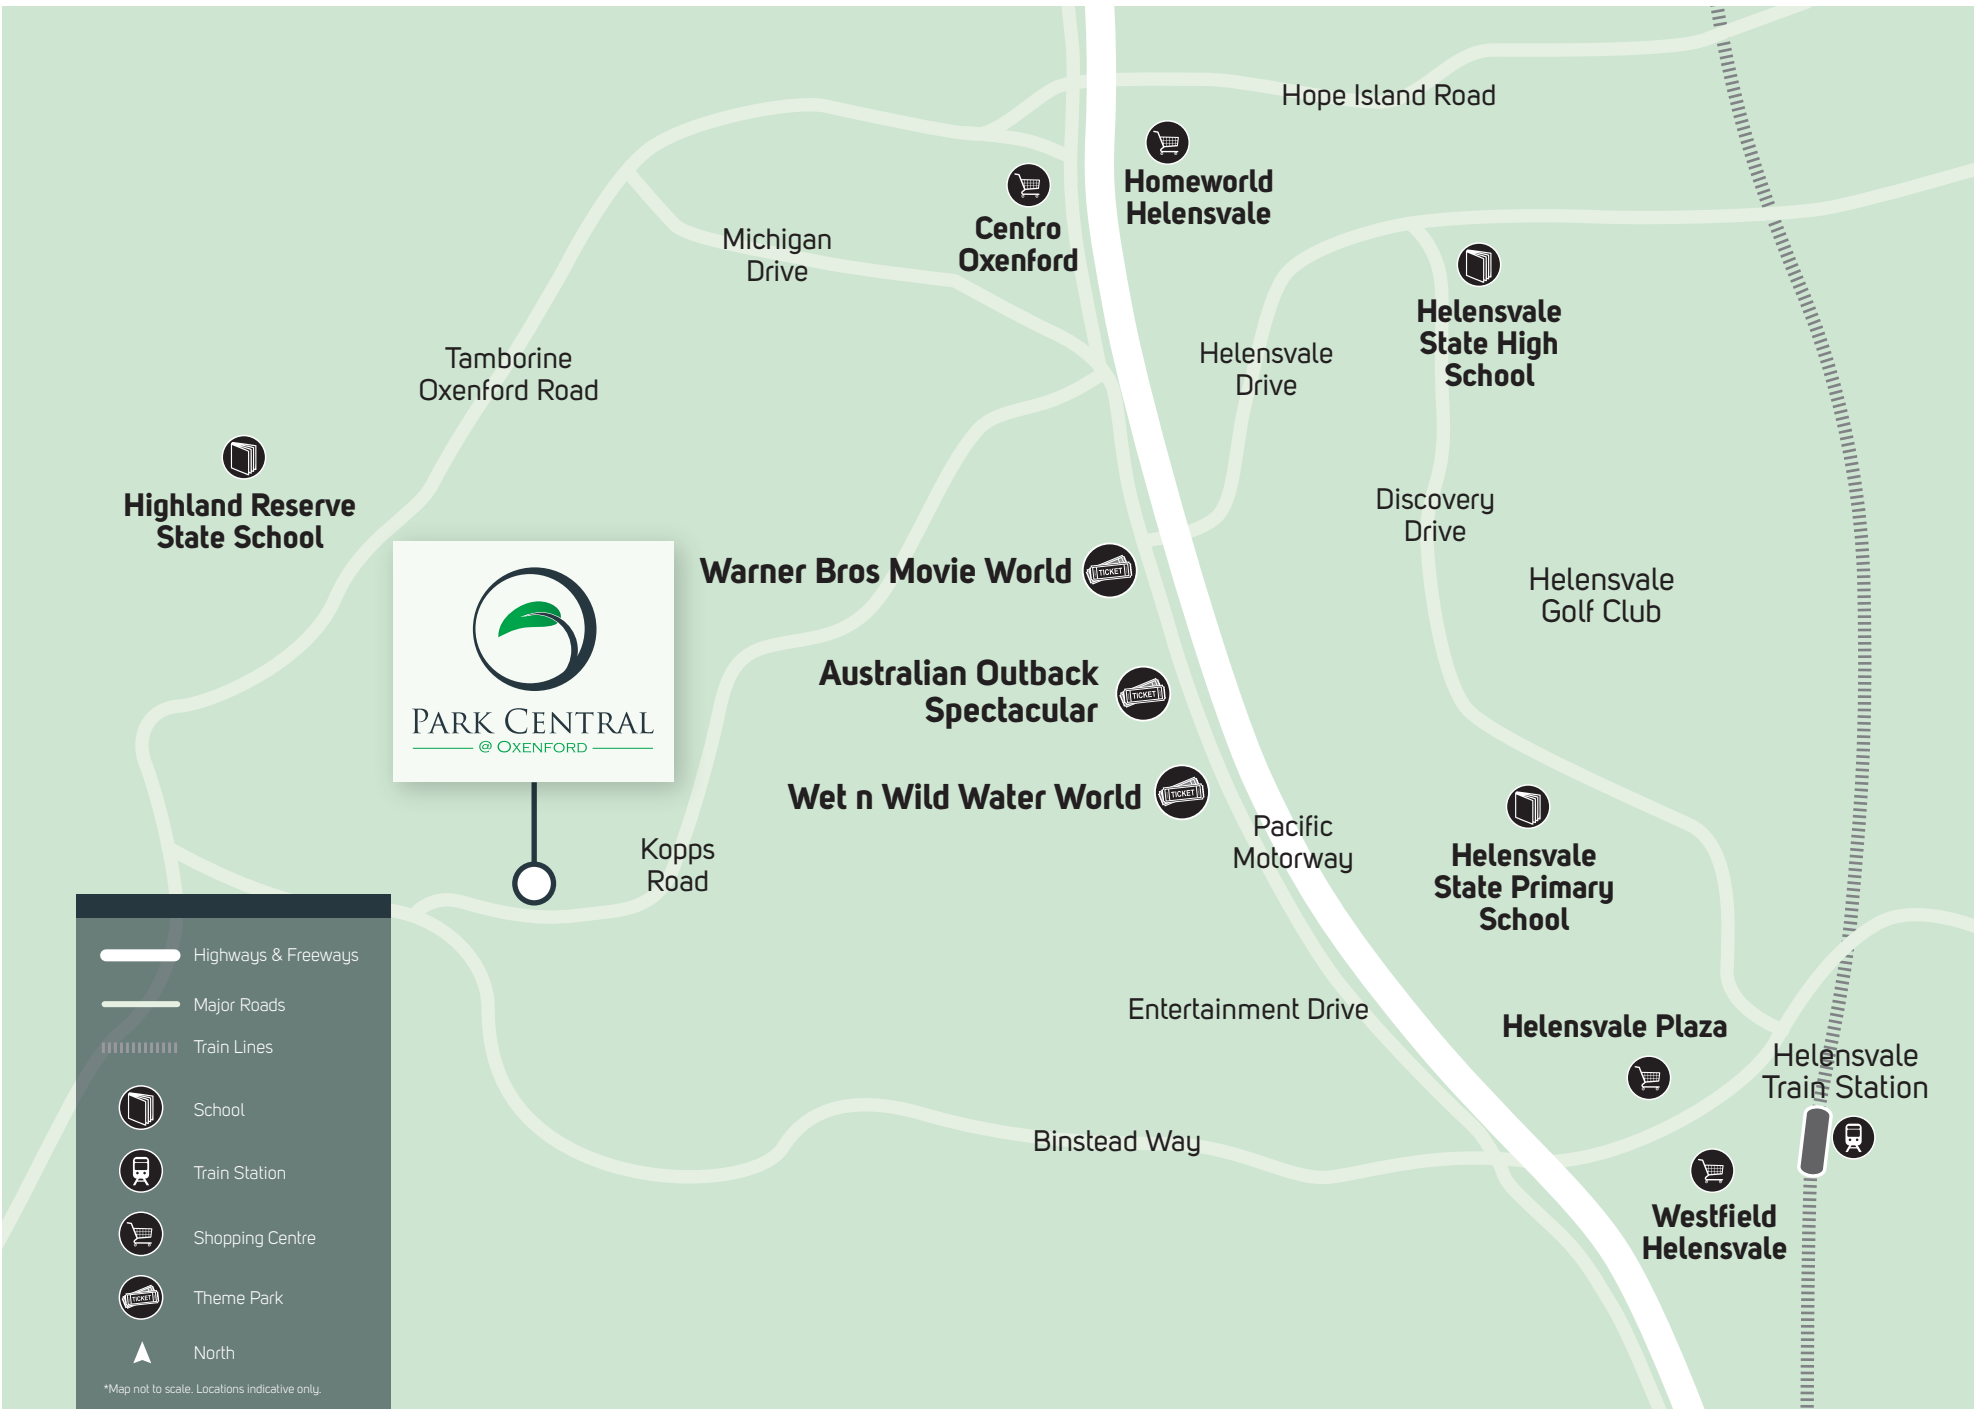 Hope Island Road
Homeworld
Helensvale
Centro
Oxenford
Michigan
Drive
Helensvale
State High
School
Tamborine
Oxenford Road
Helensvale
Drive
Highland Reserve
State School
Discovery
Drive
Warner Bros Movie World
TICKET
Helensvale
Golf Club
PARK CENTRAL
@ OXENFORD
Australian Outback
Spectacular
TICKET
Wet n Wild Water World
TICKET
Pacific
Motorway
Kopps
Road
Helensvale
State Primary
School
Entertainment Drive
Helensvale Plaza
Helensvale
Train Station
Binstead Way
Westfield
Helensvale
Highways & Freeways
Major Roads
Train Lines
School
Train Station
Shopping Centre
TICKET
Theme Park
North
*Map not to scale. Locations indicative only.